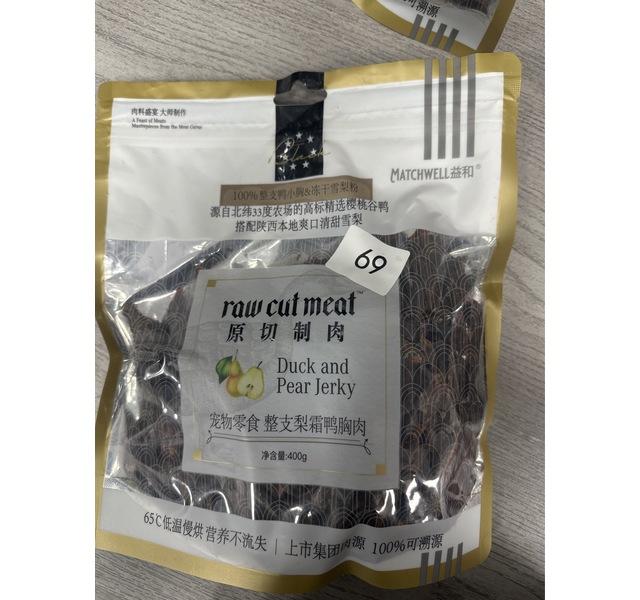 可溯源
肉料盛宴 大师制作
A Feast of Meats
Masterpieces from the Meat Guru
MATCHWELL益和®
100%整支鸭小胸&冻干雪梨粉
源自北纬33度农场的高标精选樱桃谷鸭
搭配陕西本地爽口清甜雪梨
69
raw cut meat™
原切制肉
Duck and
Pear Jerky
宠物零食 整支梨霜鸭胸肉
净含量:400g
65℃低温慢烘 营养不流失 | 上市集团肉源 100%可溯源